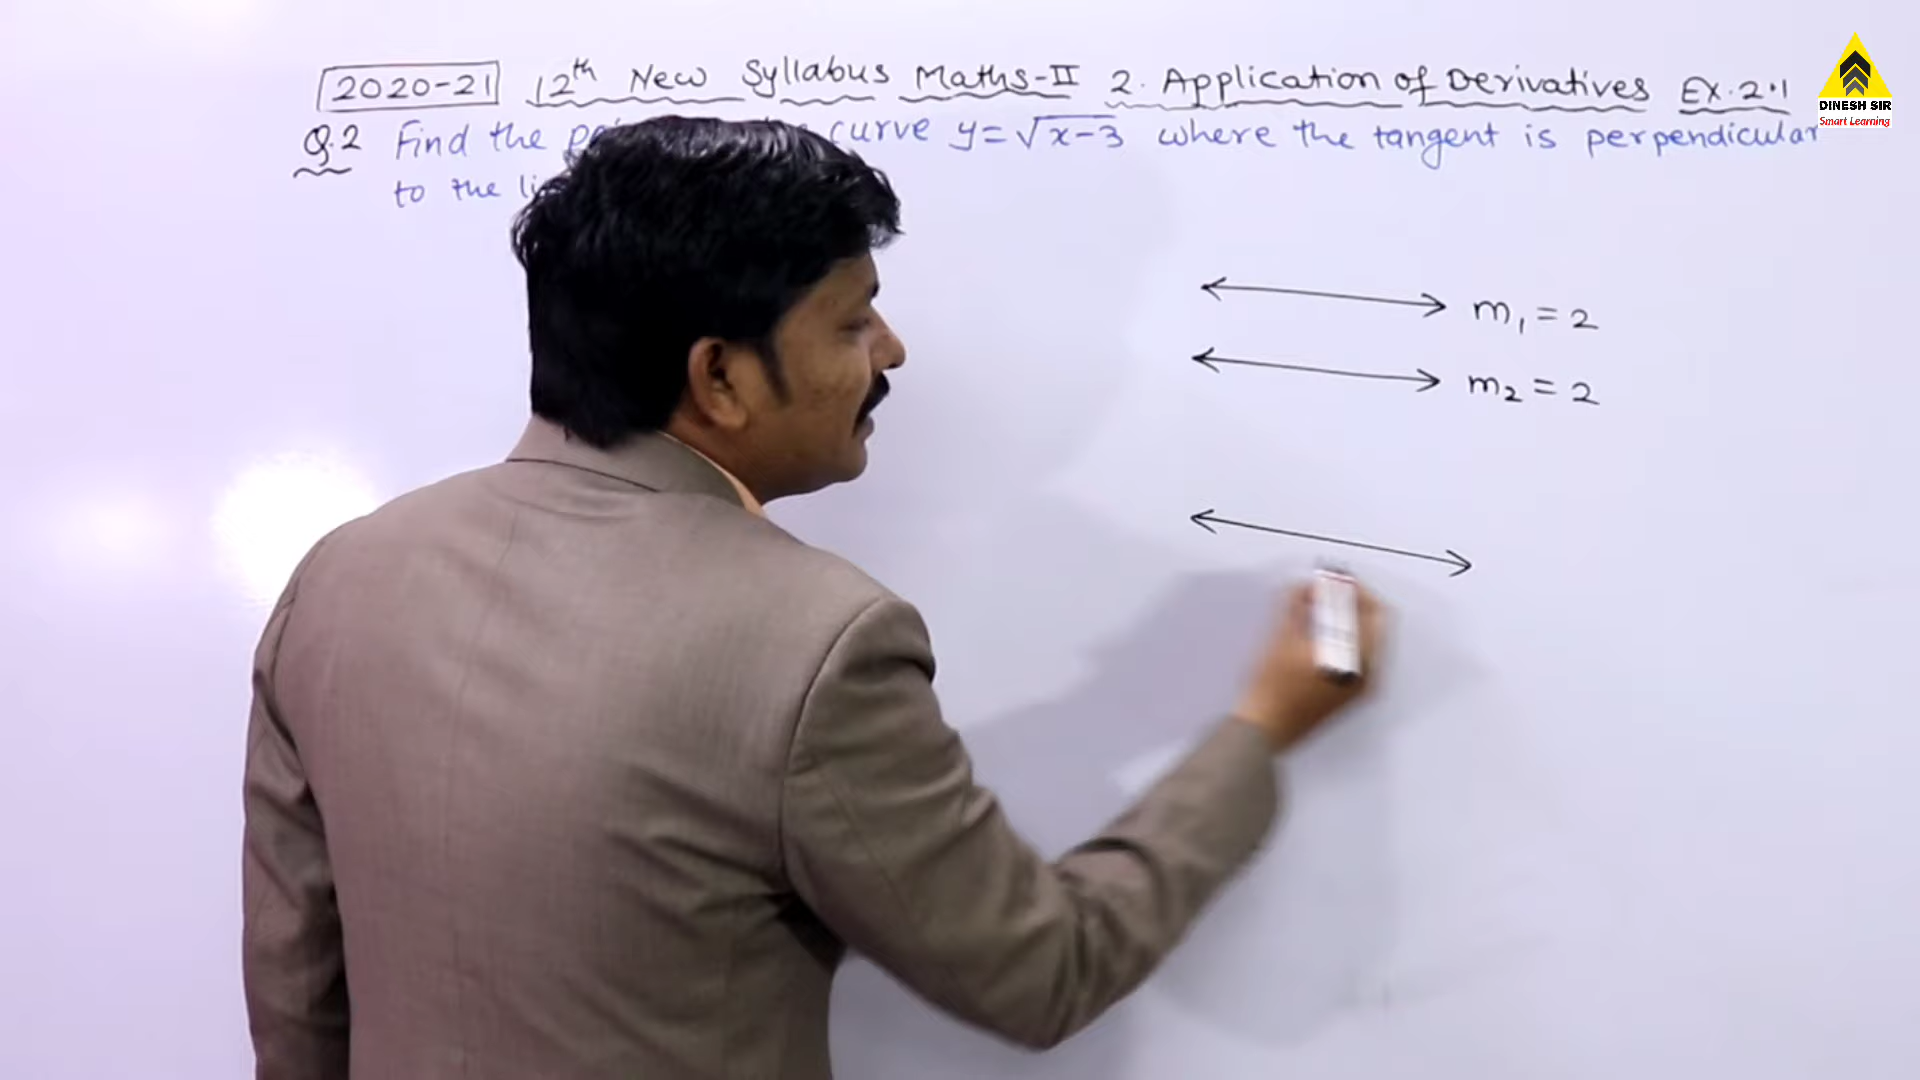 2020-21 12th New Syllabus Maths-II 2. Application of Derivatives Ex. 2.1
Q.2 Find the curve y=√x-3 where the tangent is perpendicular
to the
m₁ = 2
m₂ = 2
DINESH SIR
Smart Learning